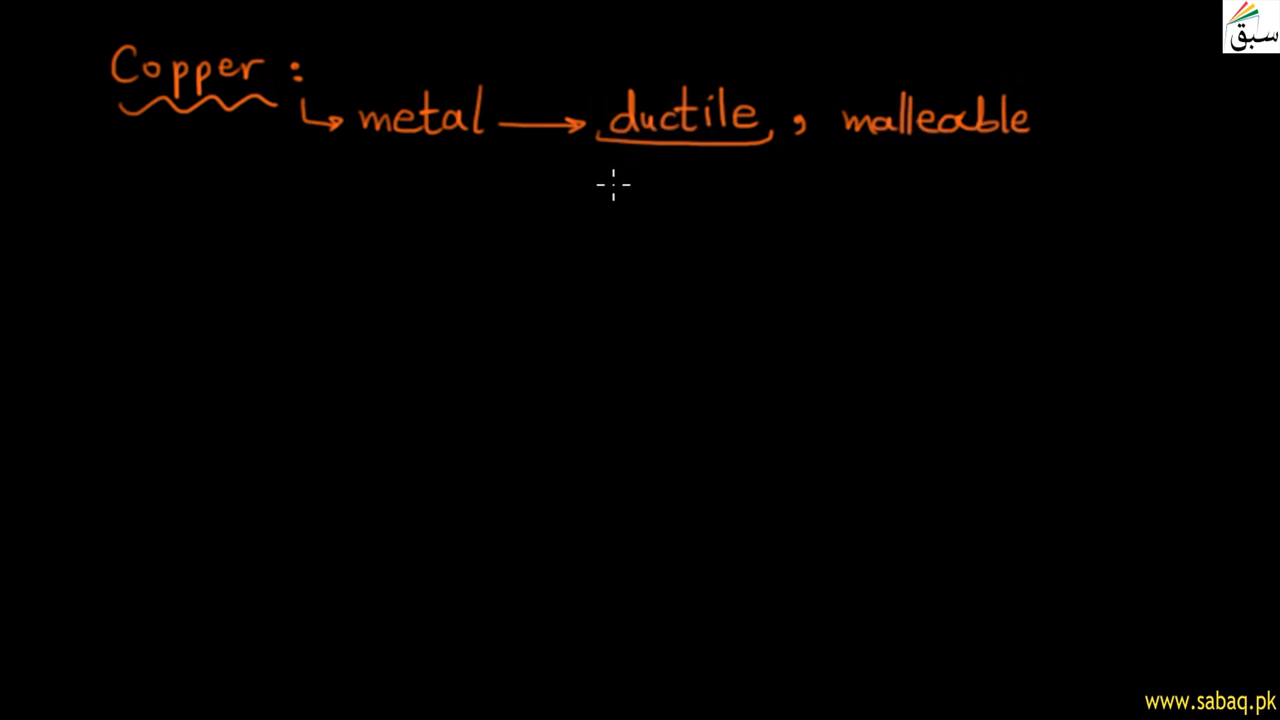 سبق
Copper :
metal → ductile , malleable
www.sabaq.pk